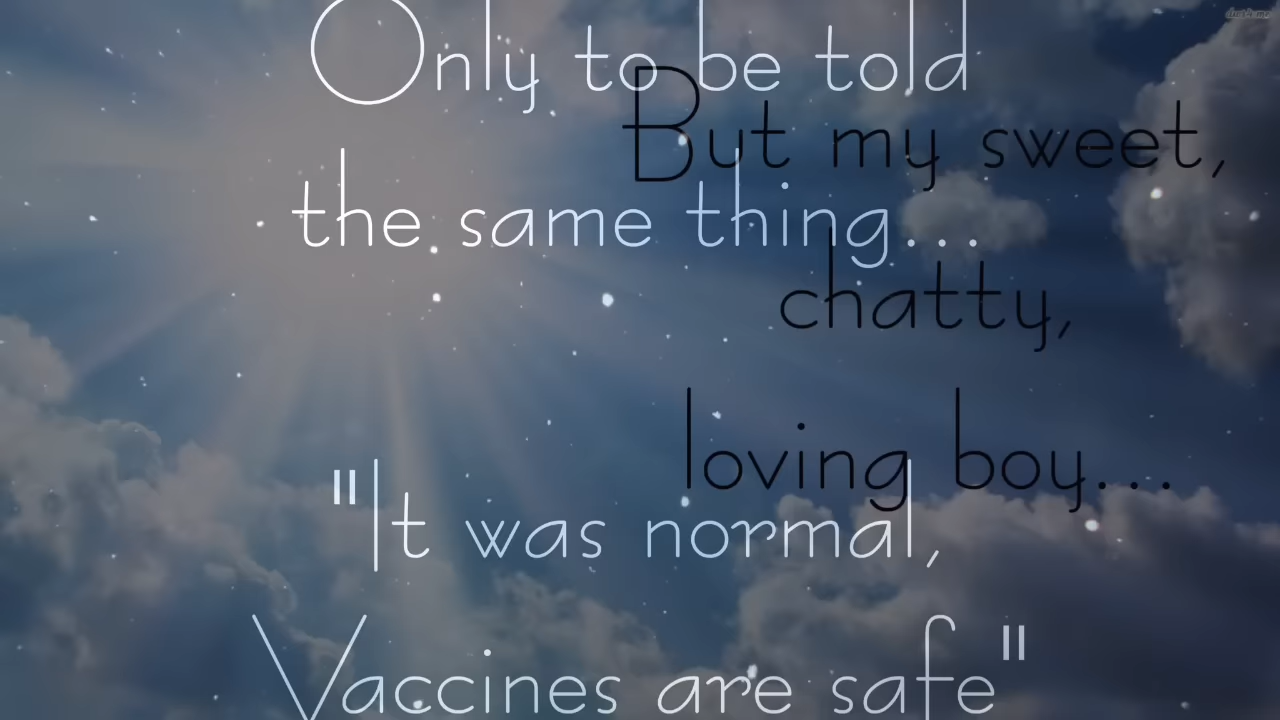 Only to be told
the same thing...
"It was normal,
Vaccines are safe"
But my sweet,
chatty,
loving boy...